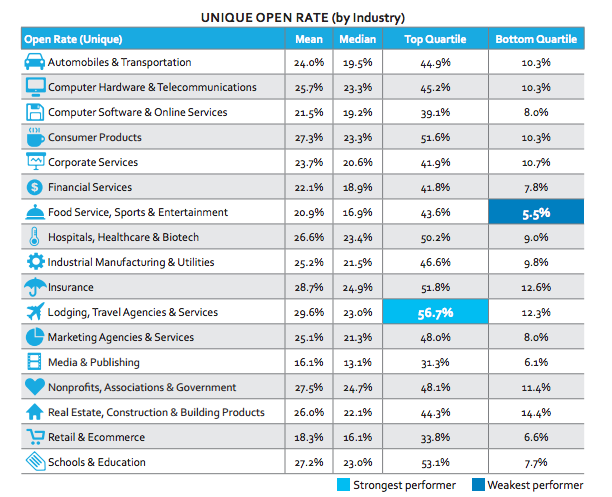 UNIQUE OPEN RATE (by Industry)
Open Rate (Unique) Mean Median Top Quartile Bottom Quartile
Automobiles & Transportation 24.0% 19.5% 44.9% 10.3%
Computer Hardware & Telecommunications 25.7% 23.3% 45.2% 10.3%
Computer Software & Online Services 21.5% 19.2% 39.1% 8.0%
Consumer Products 27.3% 23.3% 51.6% 10.3%
Corporate Services 23.7% 20.6% 41.9% 10.7%
$ Financial Services 22.1% 18.9% 41.8% 7.8%
Food Service, Sports & Entertainment 20.9% 16.9% 43.6% 5.5%
Hospitals, Healthcare & Biotech 26.6% 23.4% 50.2% 9.0%
Industrial Manufacturing & Utilities 25.2% 21.5% 46.6% 9.8%
Insurance 28.7% 24.9% 51.8% 12.6%
Lodging, Travel Agencies & Services 29.6% 23.0% 56.7% 12.3%
Marketing Agencies & Services 25.1% 21.3% 48.0% 8.0%
Media & Publishing 16.1% 13.1% 31.3% 6.1%
Nonprofits, Associations & Government 27.5% 24.7% 48.1% 11.4%
Real Estate, Construction & Building Products 26.0% 22.1% 44.3% 14.4%
Retail & Ecommerce 18.3% 16.1% 33.8% 6.6%
Schools & Education 27.2% 23.0% 53.1% 7.7%
Strongest performer Weakest performer